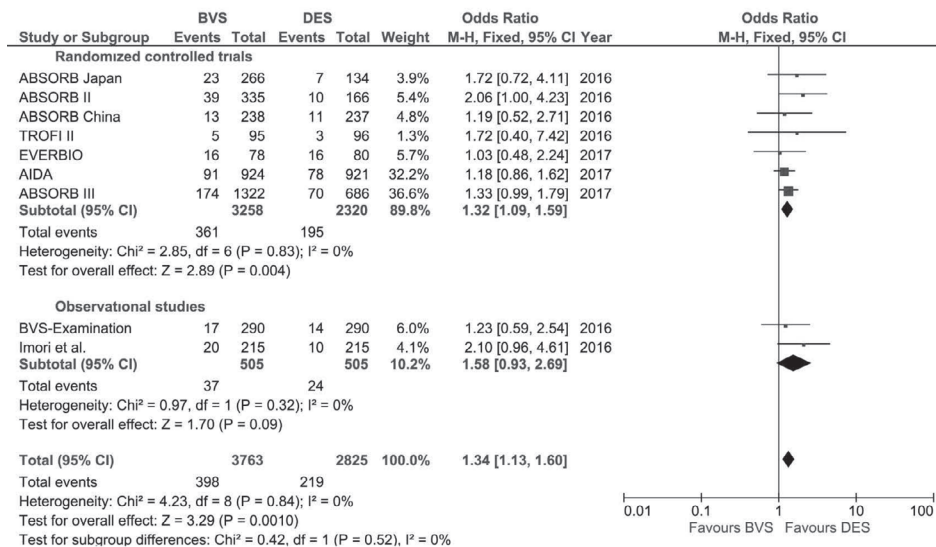 BVS DES Odds Ratio Odds Ratio
Study or Subgroup Events Total Events Total Weight M-H, Fixed, 95% CI Year M-H, Fixed, 95% CI
Randomized controlled trials
ABSORB Japan 23 266 7 134 3.9% 1.72 [0.72, 4.11] 2016
ABSORB II 39 335 10 166 5.4% 2.06 [1.00, 4.23] 2016
ABSORB China 13 238 11 237 4.8% 1.19 [0.52, 2.71] 2016
TROFI II 5 95 3 96 1.3% 1.72 [0.40, 7.42] 2016
EVERBIO 16 78 16 80 5.7% 1.03 [0.48, 2.24] 2017
AIDA 91 924 78 921 32.2% 1.18 [0.86, 1.62] 2017
ABSORB III 174 1322 70 686 36.6% 1.33 [0.99, 1.79] 2017
Subtotal (95% CI) 3258 2320 89.8% 1.32 [1.09, 1.59]
Total events 361 195
Heterogeneity: Chi² = 2.85, df = 6 (P = 0.83); I² = 0%
Test for overall effect: Z = 2.89 (P = 0.004)
Observational studies
BVS-Examination 17 290 14 290 6.0% 1.23 [0.59, 2.54] 2016
Imori et al. 20 215 10 215 4.1% 2.10 [0.96, 4.61] 2016
Subtotal (95% CI) 505 505 10.2% 1.58 [0.93, 2.69]
Total events 37 24
Heterogeneity: Chi² = 0.97, df = 1 (P = 0.32); I² = 0%
Test for overall effect: Z = 1.70 (P = 0.09)
Total (95% CI) 3763 2825 100.0% 1.34 [1.13, 1.60]
Total events 398 219
Heterogeneity: Chi² = 4.23, df = 8 (P = 0.84); I² = 0%
Test for overall effect: Z = 3.29 (P = 0.0010)
Test for subgroup differences: Chi² = 0.42, df = 1 (P = 0.52), I² = 0%
0.01 0.1 1 10 100
Favours BVS Favours DES